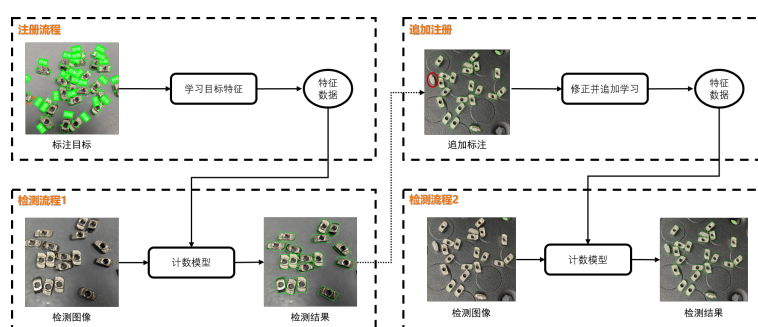 注册流程
标注目标
学习目标特征
特征
数据
检测流程1
检测图像
计数模型
检测结果
追加注册
追加标注
修正并追加学习
特征
数据
检测流程2
检测图像
计数模型
检测结果